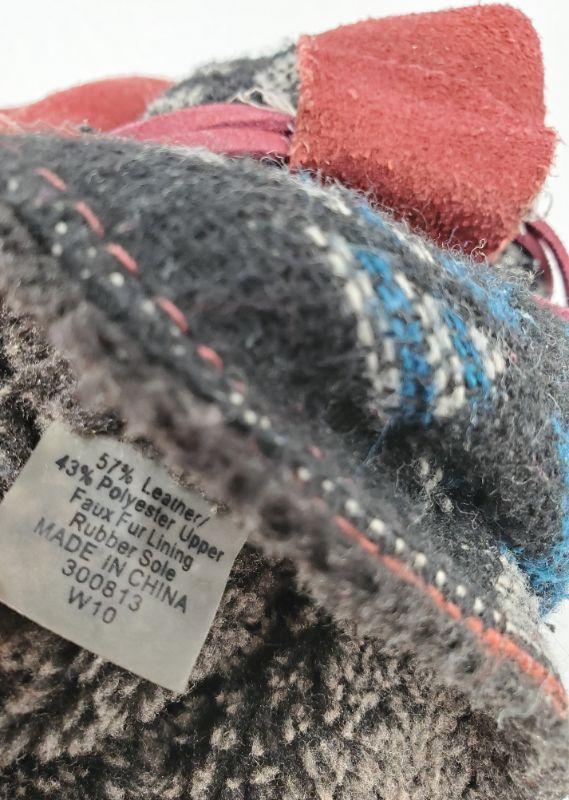 57% Leather/
43% Polyester Upper
Faux Fur Lining
Rubber Sole
MADE IN CHINA
300813
W10